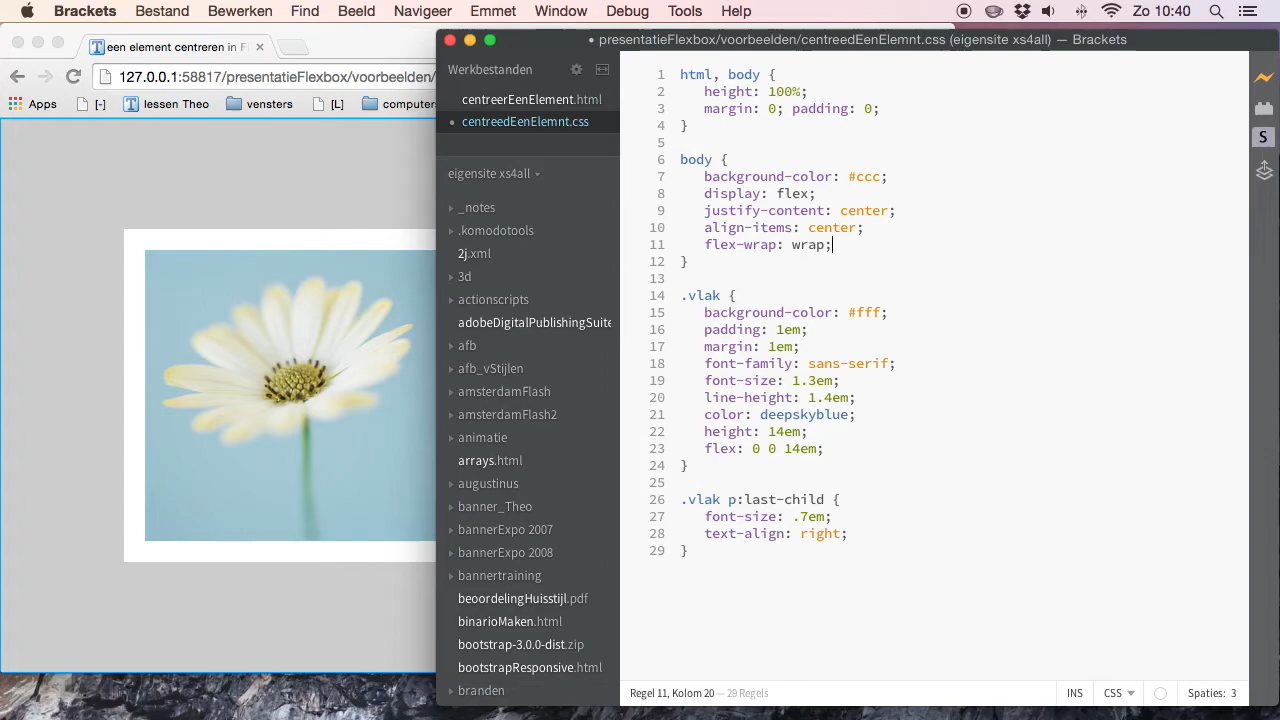 Brackets Bestand Bewerken Zoeken Beeld Navigeer Venster Debug Tools Help
Zo 10:40
een element centreren in F
127.0.0.1:58817/presentatieFlexbox/voorbeelden/
Apps [-] lessen Theo vensters [L] computer
• presentatieFlexbox/voorbeelden/centreedEenElemnt.css (eigensite xs4all) — Brackets
Werkbestanden
centreerEenElement.html
• centreedEenElemnt.css
eigensite xs4all
_notes
.komodotools
2j.xml
3d
actionscripts
adobeDigitalPublishingSuite
afb
afb_vStijlen
amsterdamFlash
amsterdamFlash2
animatie
arrays.html
augustinus
banner_Theo
bannerExpo 2007
bannerExpo 2008
bannertraining
beoordelingHuisstijl.pdf
binarioMaken.html
bootstrap-3.0.0-dist.zip
bootstrapResponsive.html
branden
1 html, body {
2 height: 100%;
3 margin: 0; padding: 0;
4 }
5
6 body {
7 background-color: #ccc;
8 display: flex;
9 justify-content: center;
10 align-items: center;
11 flex-wrap: wrap;
12 }
13
14 .vlak {
15 background-color: #fff;
16 padding: 1em;
17 margin: 1em;
18 font-family: sans-serif;
19 font-size: 1.3em;
20 line-height: 1.4em;
21 color: deepskyblue;
22 height: 14em;
23 flex: 0 0 14em;
24 }
25
26 .vlak p:last-child {
27 font-size: .7em;
28 text-align: right;
29 }
S
Regel 11, Kolom 20 — 29 Regels
INS CSS Spaties: 3